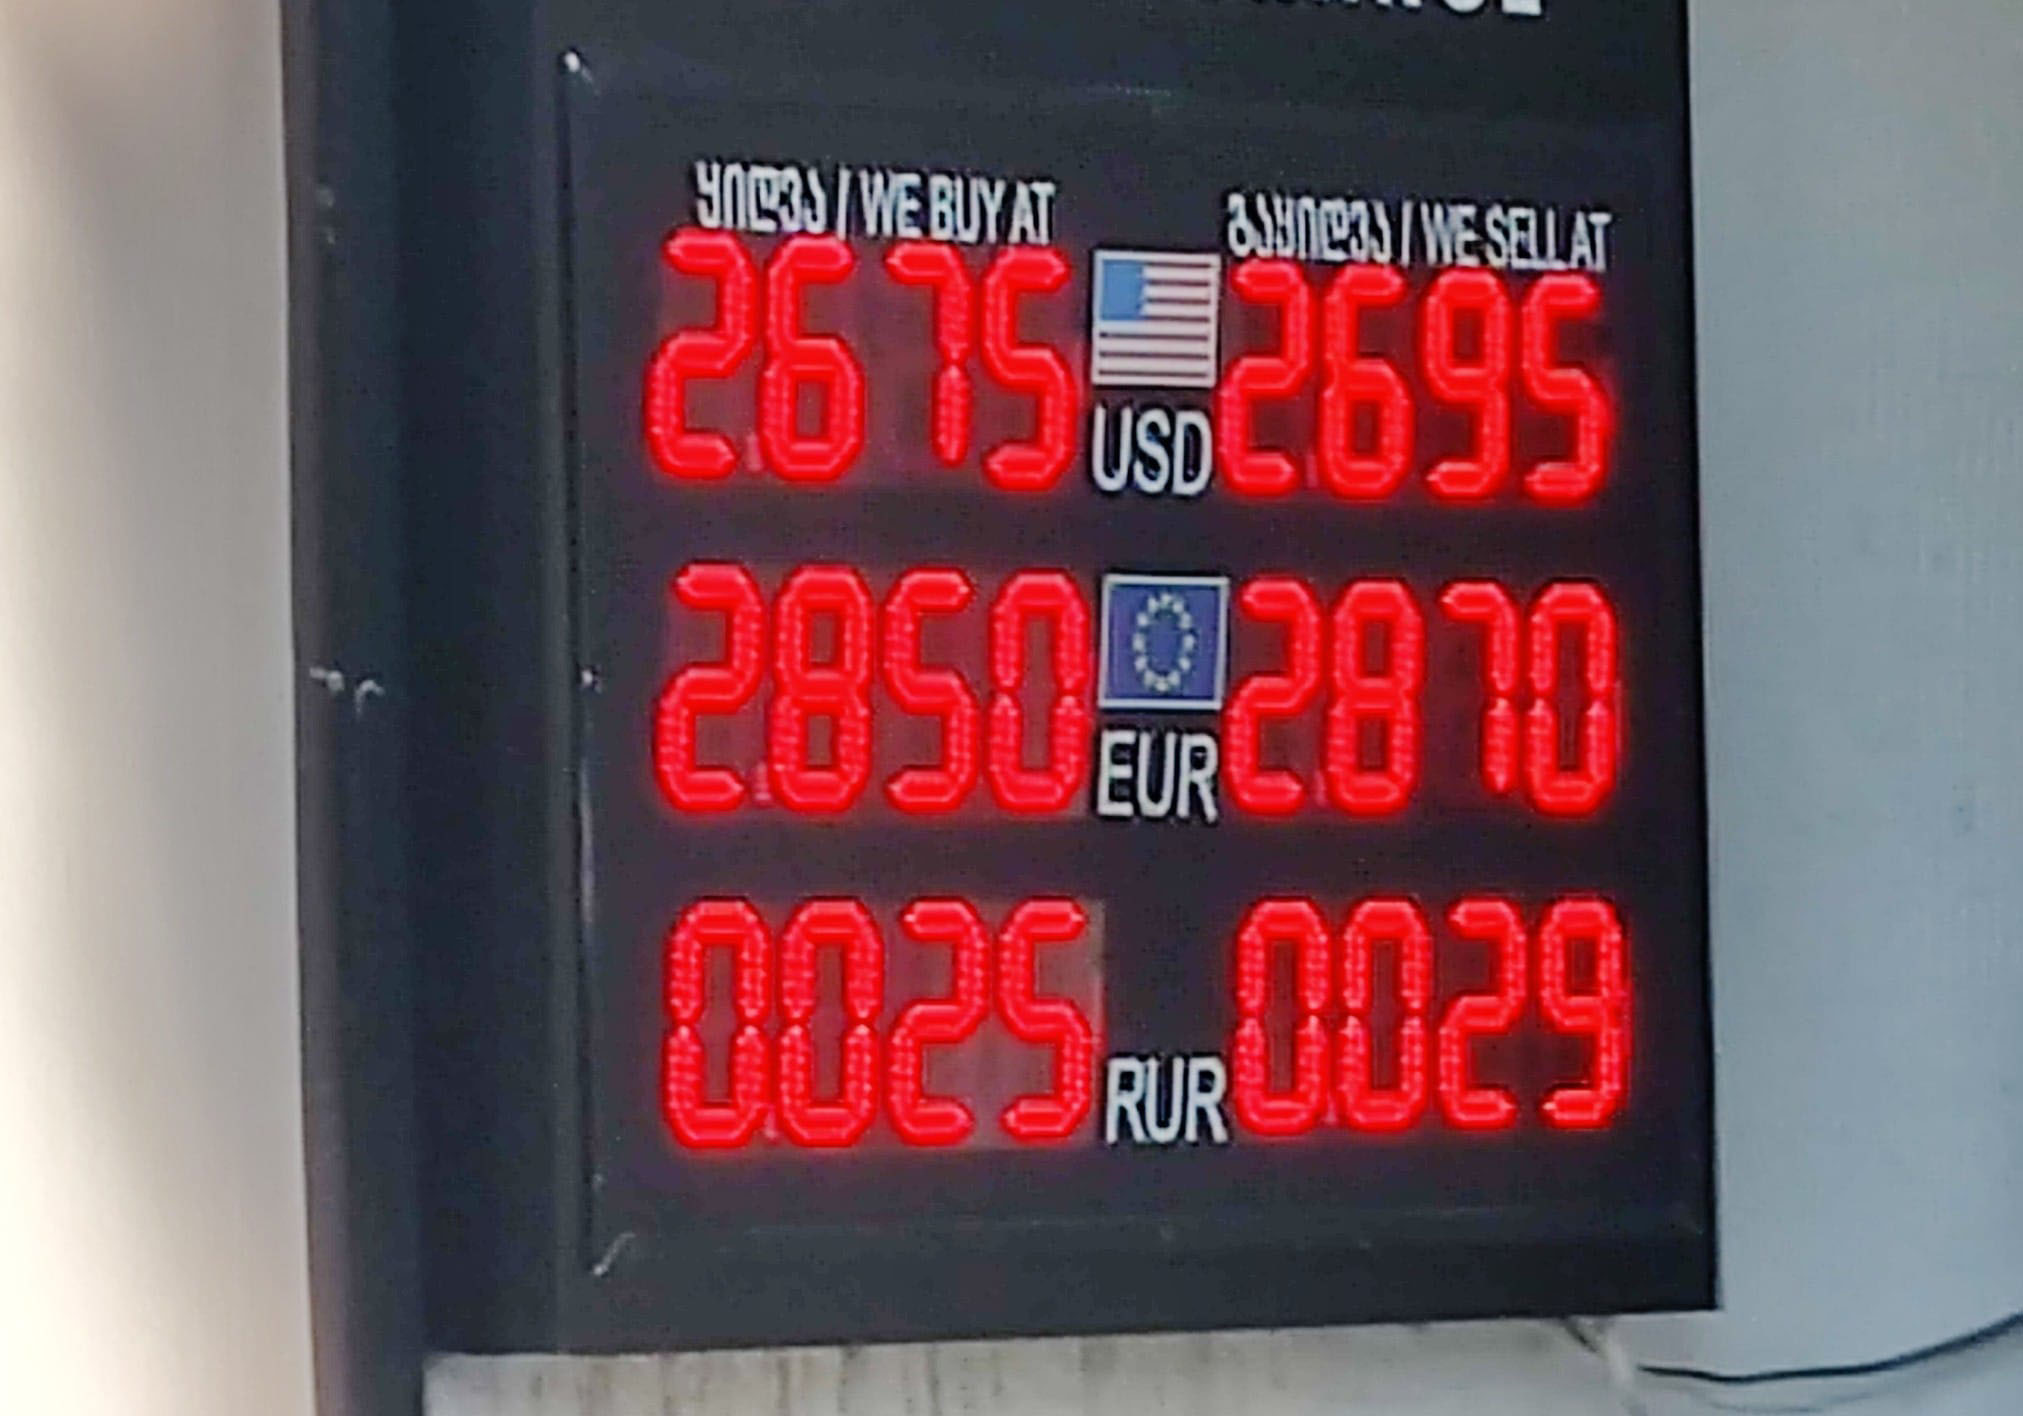 ყიდვა / WE BUY AT გაყიდვა / WE SELL AT
2.675 USD 2.695
2.850 EUR 2.870
0.025 RUR 0.029